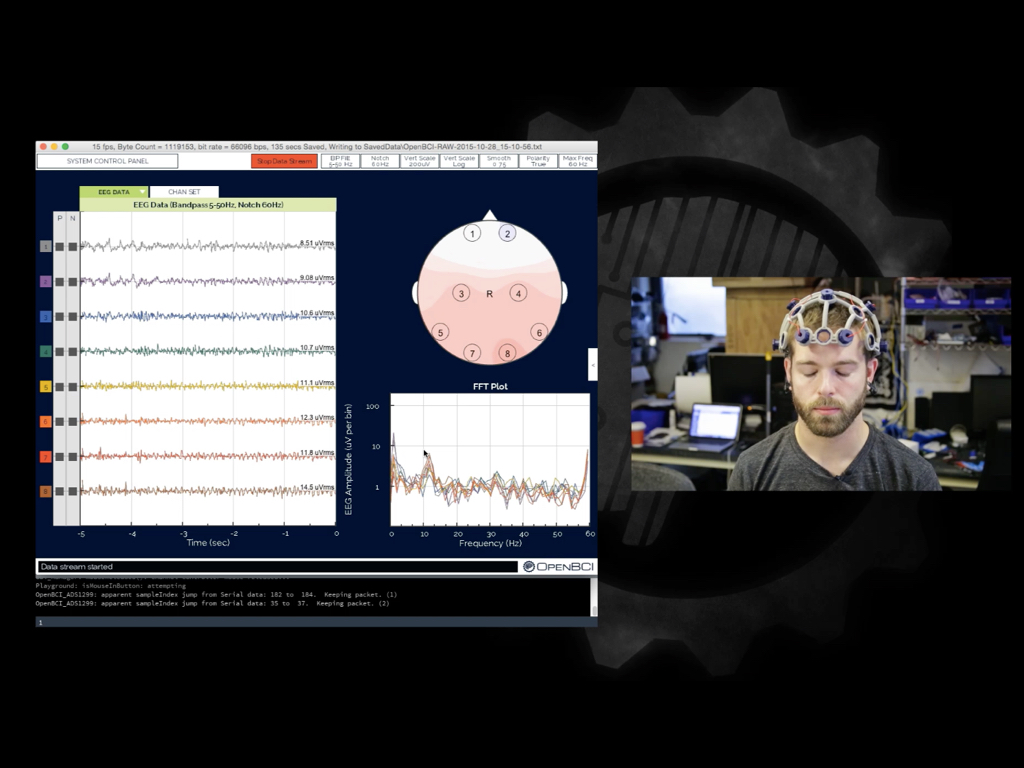 15 fps, Byte Count = 1119153, bit rate = 66096 bps, 135 secs Saved, Writing to SavedData/OpenBCI-RAW-2015-10-28_15-10-56.txt
SYSTEM CONTROL PANEL
Stop Data Stream
BP Filt
5-50 Hz
Notch
60Hz
Vert Scale
200uV
Vert Scale
Log
Smooth
0.75
Polarity
True
Max Freq
60 Hz
EEG DATA
CHAN SET
EEG Data (Bandpass 5-50Hz, Notch 60Hz)
P N
1 8.51 uVrms
2 9.08 uVrms
3 10.6 uVrms
4 10.7 uVrms
5 11.1 uVrms
6 12.3 uVrms
7 11.8 uVrms
8 14.5 uVrms
-5 -4 -3 -2 -1 0
Time (sec)
1 2
3 R 4
5 6
7 8
FFT Plot
EEG Amplitude (uV per bin)
100
10
1
0 10 20 30 40 50 60
Frequency (Hz)
Data stream started
OPENBCI
Playground: isMouseInButton: attempting
OpenBCI_ADS1299: apparent sampleIndex jump from Serial data: 182 to 184. Keeping packet. (1)
OpenBCI_ADS1299: apparent sampleIndex jump from Serial data: 35 to 37. Keeping packet. (2)
1